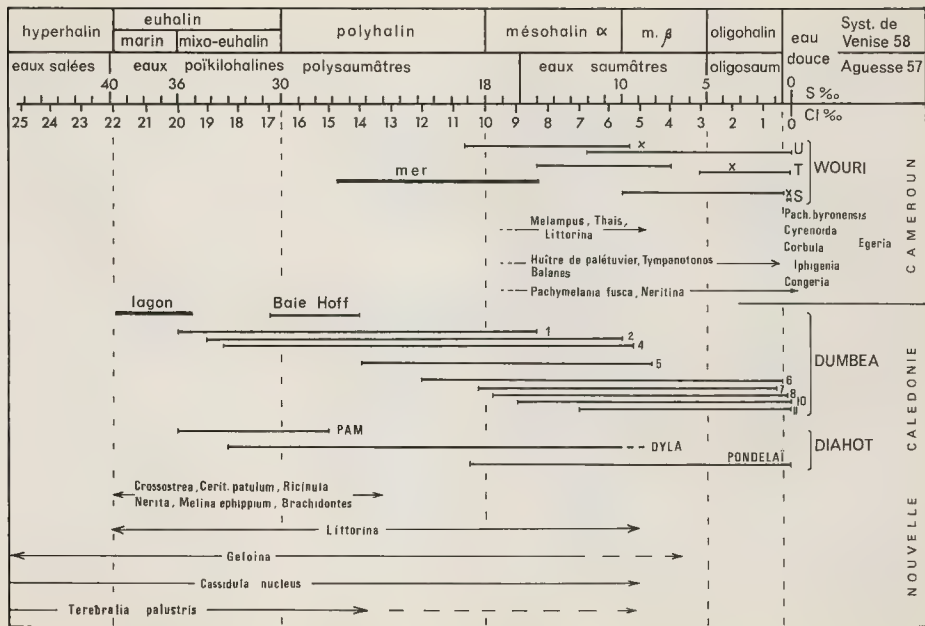 euhalin
hyperhalin marin mixo-euhalin polyhalin mésohalin α m. β oligohalin eau douce Syst. de Venise 58
eaux salées eaux poïkilohalines polysaumâtres eaux saumâtres oligosaum Aguesse 57
40 36 30 18 10 5 0
S ‰
25 24 23 22 21 20 19 18 17 16 15 14 13 12 11 10 9 8 7 6 5 4 3 2 1 0
Cl ‰
x U
x T
mer
x S
WOURI
CAMEROUN
Melampus, Thais,
Littorina
Huître de palétuvier, Tympanotonos
Balanes
Pachymelania fusca, Neritina
Pach. byronensis
Cyrenoida
Corbula Egeria
Iphigenia
Congeria
lagon Baie Hoff
1
2
4
5
6
7
8
10
11
DUMBEA
PAM
DYLA
PONDELAÏ
DIAHOT
NOUVELLE CALEDONIE
Crossostrea, Cerit. patulum, Ricinula
Nerita, Melina ephippium, Brachidontes
Littorina
Geloina
Cassidula nucleus
Terebralia palustris